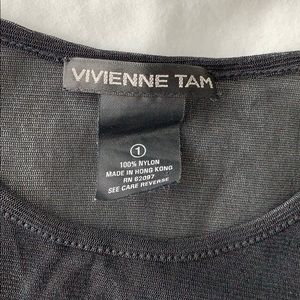 VIVIENNE TAM
1
100% NYLON
MADE IN HONG KONG
RN 62097
SEE CARE REVERSE